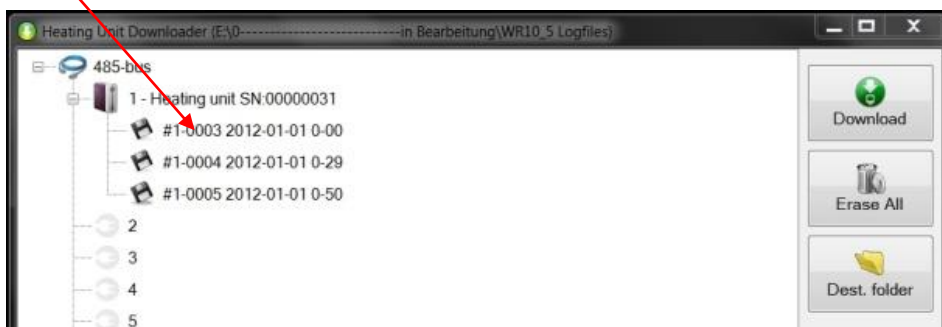 Heating Unit Downloader (E:\0----------------------------in Bearbeitung\WR10_5 Logfiles)
485-bus
1 - Heating unit SN:00000031
#1-0003 2012-01-01 0-00
#1-0004 2012-01-01 0-29
#1-0005 2012-01-01 0-50
2
3
4
5
Download
Erase All
Dest. folder